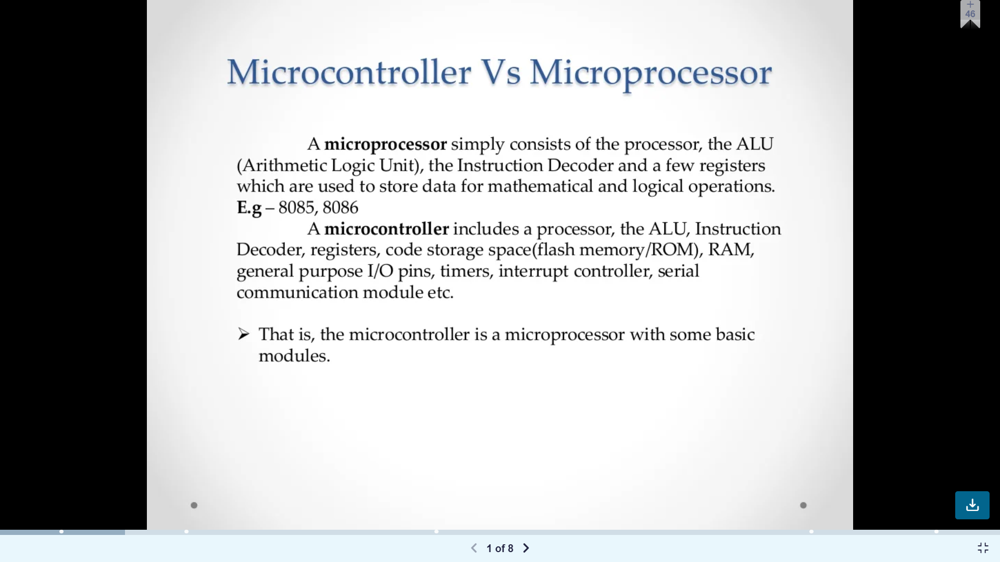 +
46
Microcontroller Vs Microprocessor
A microprocessor simply consists of the processor, the ALU
(Arithmetic Logic Unit), the Instruction Decoder and a few registers
which are used to store data for mathematical and logical operations.
E.g – 8085, 8086
A microcontroller includes a processor, the ALU, Instruction
Decoder, registers, code storage space(flash memory/ROM), RAM,
general purpose I/O pins, timers, interrupt controller, serial
communication module etc.
➢ That is, the microcontroller is a microprocessor with some basic
modules.
1 of 8